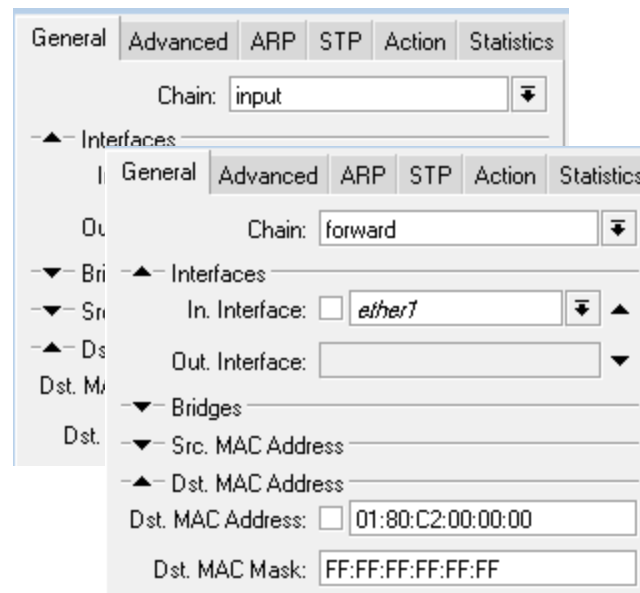 General Advanced ARP STP Action Statistics
Chain: input
Interfaces
General Advanced ARP STP Action Statistics
Chain: forward
Interfaces
In. Interface: ether1
Out. Interface:
Bridges
Src. MAC Address
Dst. MAC Address
Dst. MAC Address: 01:80:C2:00:00:00
Dst. MAC Mask: FF:FF:FF:FF:FF:FF
Dst.